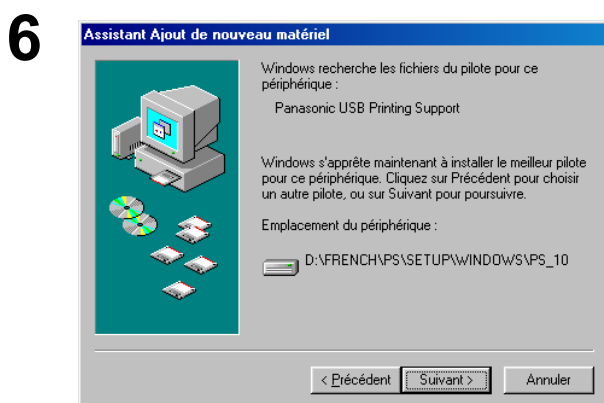 6
Assistant Ajout de nouveau matériel
Windows recherche les fichiers du pilote pour ce
périphérique :
Panasonic USB Printing Support
Windows s'apprête maintenant à installer le meilleur pilote
pour ce périphérique. Cliquez sur Précédent pour choisir
un autre pilote, ou sur Suivant pour poursuivre.
Emplacement du périphérique :
D:\FRENCH\PS\SETUP\WINDOWS\PS_10
< Précédent Suivant > Annuler